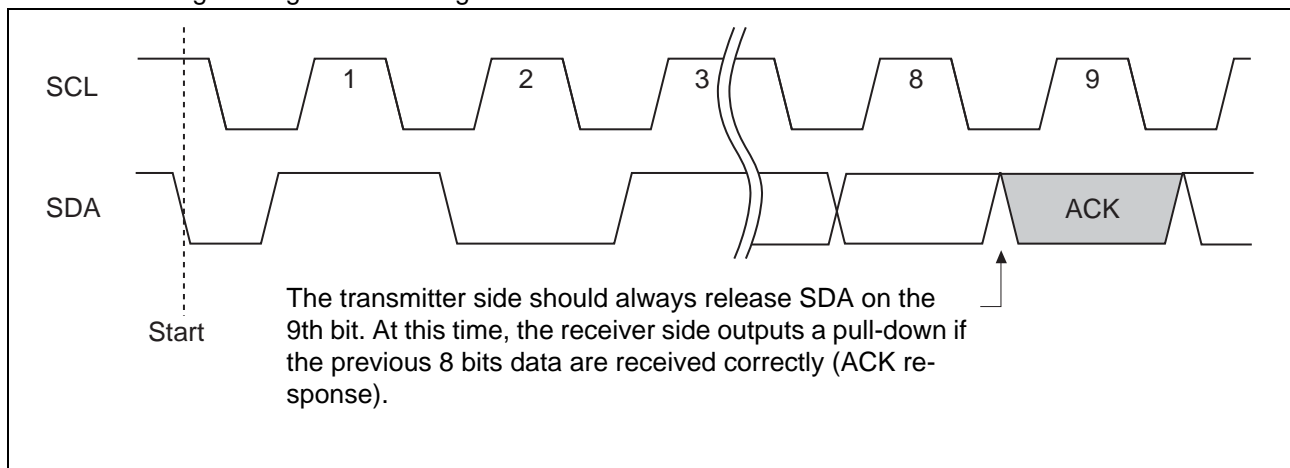 SCL
1
2
3
8
9
SDA
ACK
Start
The transmitter side should always release SDA on the
9th bit. At this time, the receiver side outputs a pull-down if
the previous 8 bits data are received correctly (ACK re-
sponse).